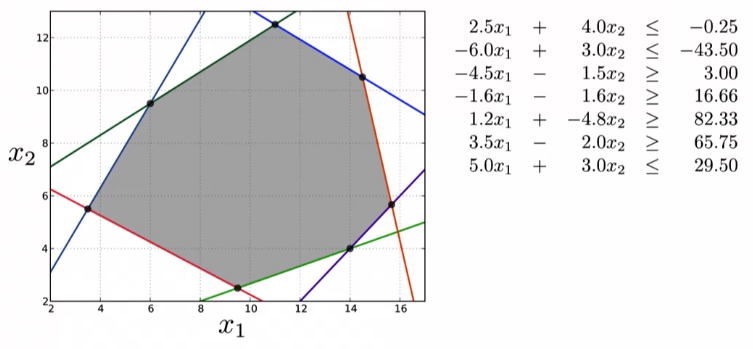 12
10
8
6
4
2
2 4 6 8 10 12 14 16
x₂
x₁
2.5x₁ + 4.0x₂ ≤ −0.25
−6.0x₁ + 3.0x₂ ≤ −43.50
−4.5x₁ − 1.5x₂ ≥ 3.00
−1.6x₁ − 1.6x₂ ≥ 16.66
1.2x₁ + −4.8x₂ ≥ 82.33
3.5x₁ − 2.0x₂ ≥ 65.75
5.0x₁ + 3.0x₂ ≤ 29.50